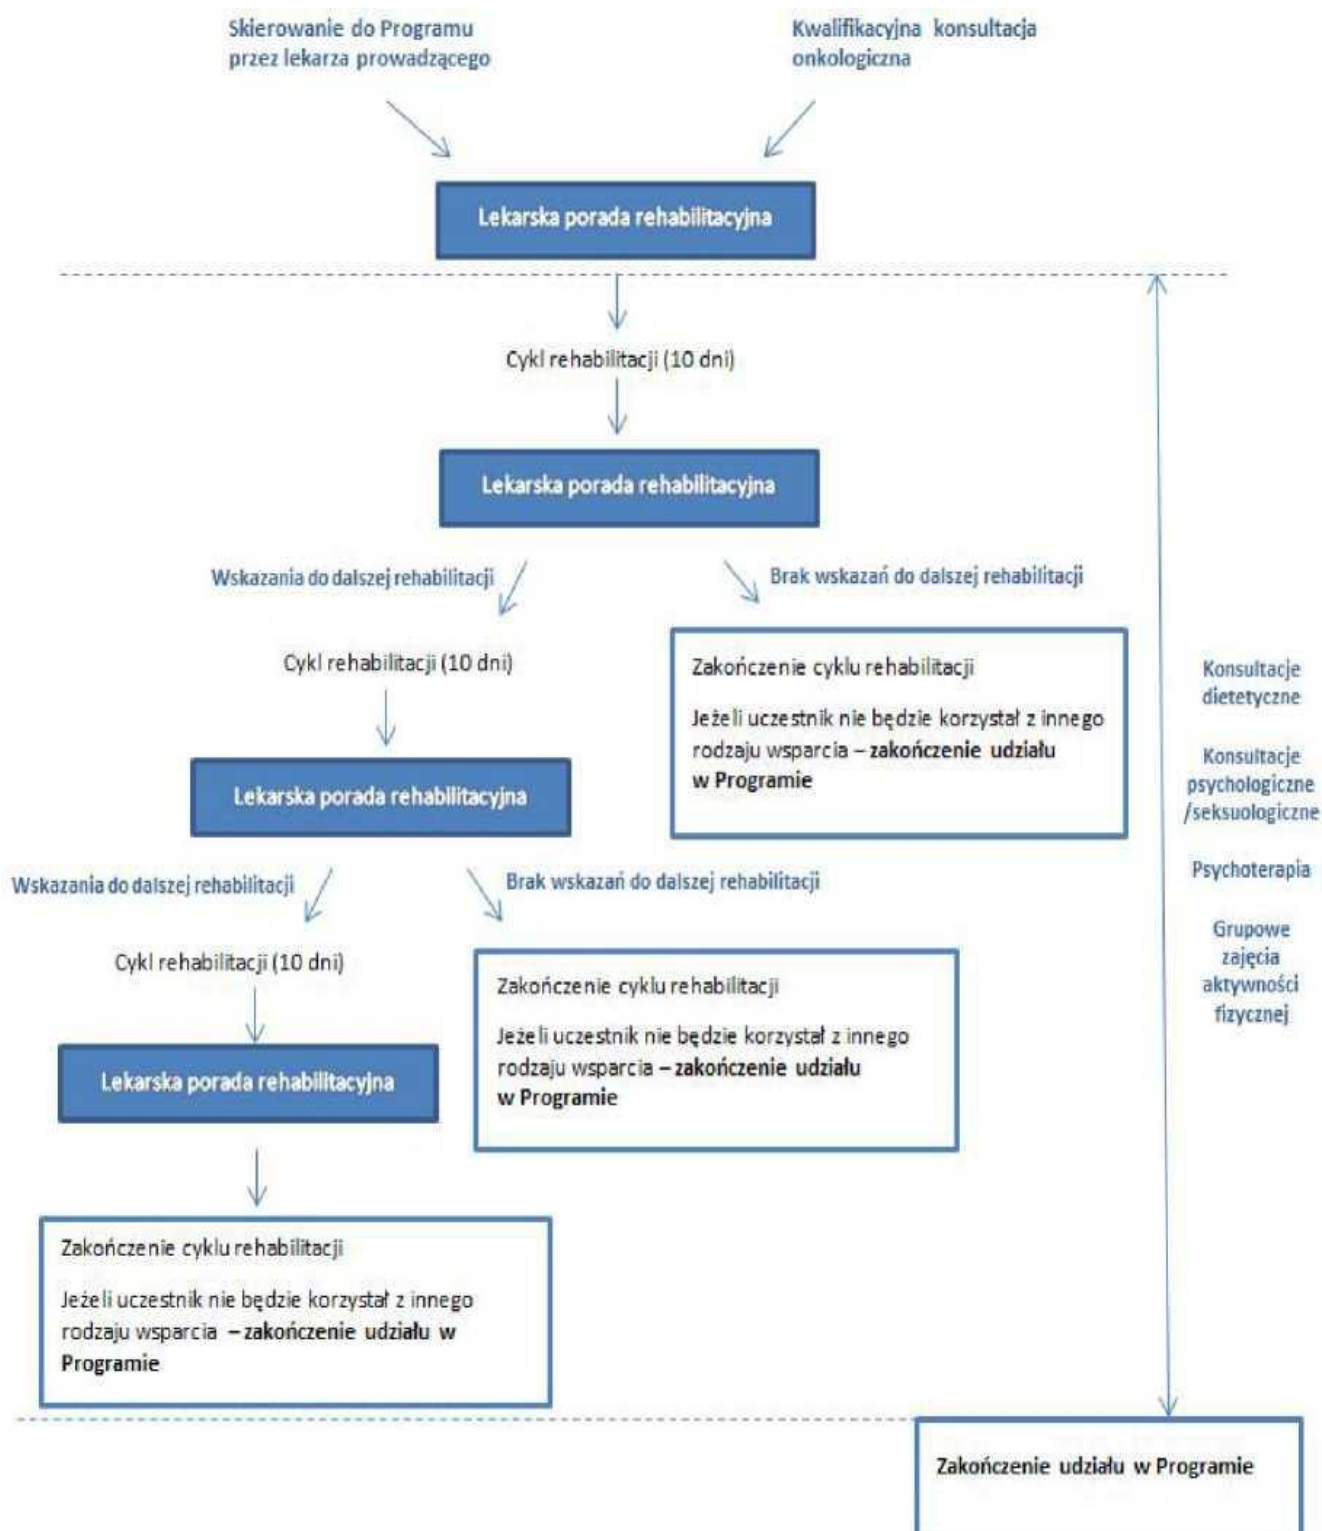 Skierowanie do Programu
przez lekarza prowadzącego
Kwalifikacyjna konsultacja
onkologiczna
Lekarska porada rehabilitacyjna
Cykl rehabilitacji (10 dni)
Lekarska porada rehabilitacyjna
Wskazania do dalszej rehabilitacji
Brak wskazań do dalszej rehabilitacji
Cykl rehabilitacji (10 dni)
Zakończenie cyklu rehabilitacji
Jeżeli uczestnik nie będzie korzystał z innego
rodzaju wsparcia – zakończenie udziału
w Programie
Lekarska porada rehabilitacyjna
Wskazania do dalszej rehabilitacji
Brak wskazań do dalszej rehabilitacji
Cykl rehabilitacji (10 dni)
Zakończenie cyklu rehabilitacji
Jeżeli uczestnik nie będzie korzystał z innego
rodzaju wsparcia – zakończenie udziału
w Programie
Lekarska porada rehabilitacyjna
Zakończenie cyklu rehabilitacji
Jeżeli uczestnik nie będzie korzystał z innego
rodzaju wsparcia – zakończenie udziału w
Programie
Konsultacje
dietetyczne
Konsultacje
psychologiczne
/seksuologiczne
Psychoterapia
Grupowe
zajęcia
aktywności
fizycznej
Zakończenie udziału w Programie